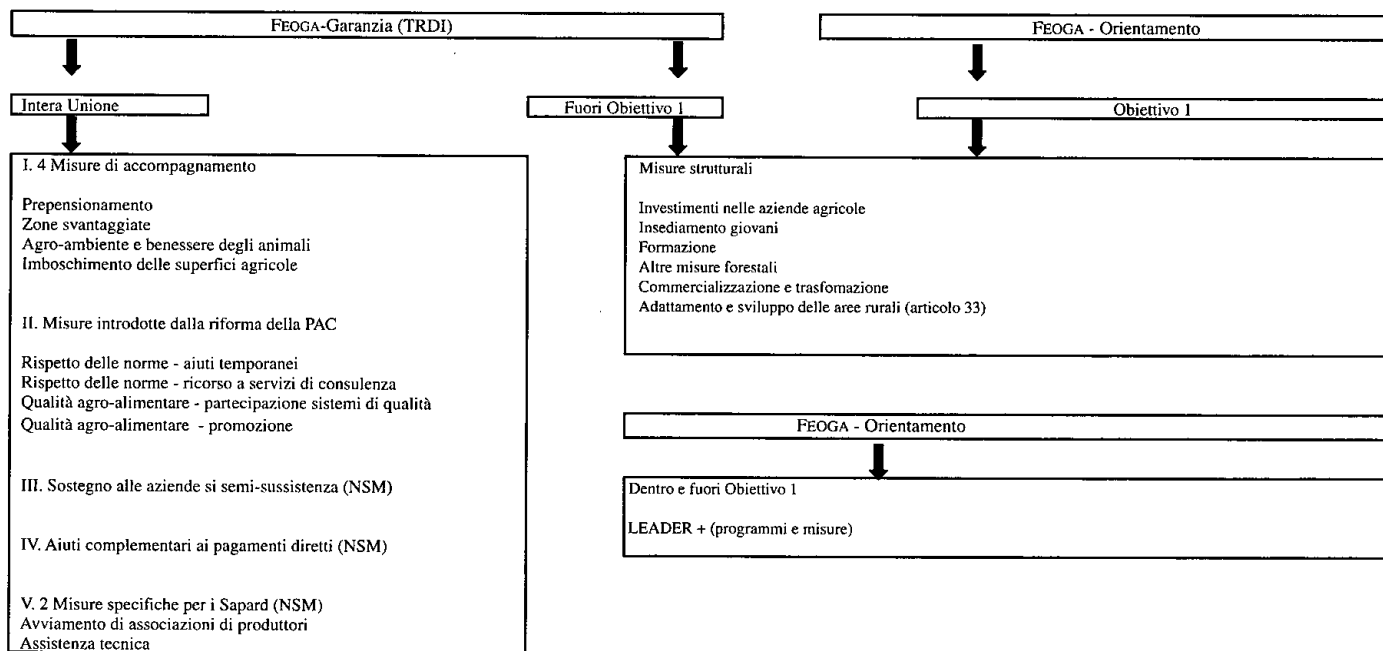 FEOGA-Garanzia (TRDI)
FEOGA - Orientamento
Intera Unione
Fuori Obiettivo 1
Obiettivo 1
I. 4 Misure di accompagnamento
Prepensionamento
Zone svantaggiate
Agro-ambiente e benessere degli animali
Imboschimento delle superfici agricole
II. Misure introdotte dalla riforma della PAC
Rispetto delle norme - aiuti temporanei
Rispetto delle norme - ricorso a servizi di consulenza
Qualità agro-alimentare - partecipazione sistemi di qualità
Qualità agro-alimentare - promozione
III. Sostegno alle aziende si semi-sussistenza (NSM)
IV. Aiuti complementari ai pagamenti diretti (NSM)
V. 2 Misure specifiche per i Sapard (NSM)
Avviamento di associazioni di produttori
Assistenza tecnica
Misure strutturali
Investimenti nelle aziende agricole
Insediamento giovani
Formazione
Altre misure forestali
Commercializzazione e trasfomazione
Adattamento e sviluppo delle aree rurali (articolo 33)
FEOGA - Orientamento
Dentro e fuori Obiettivo 1
LEADER + (programmi e misure)